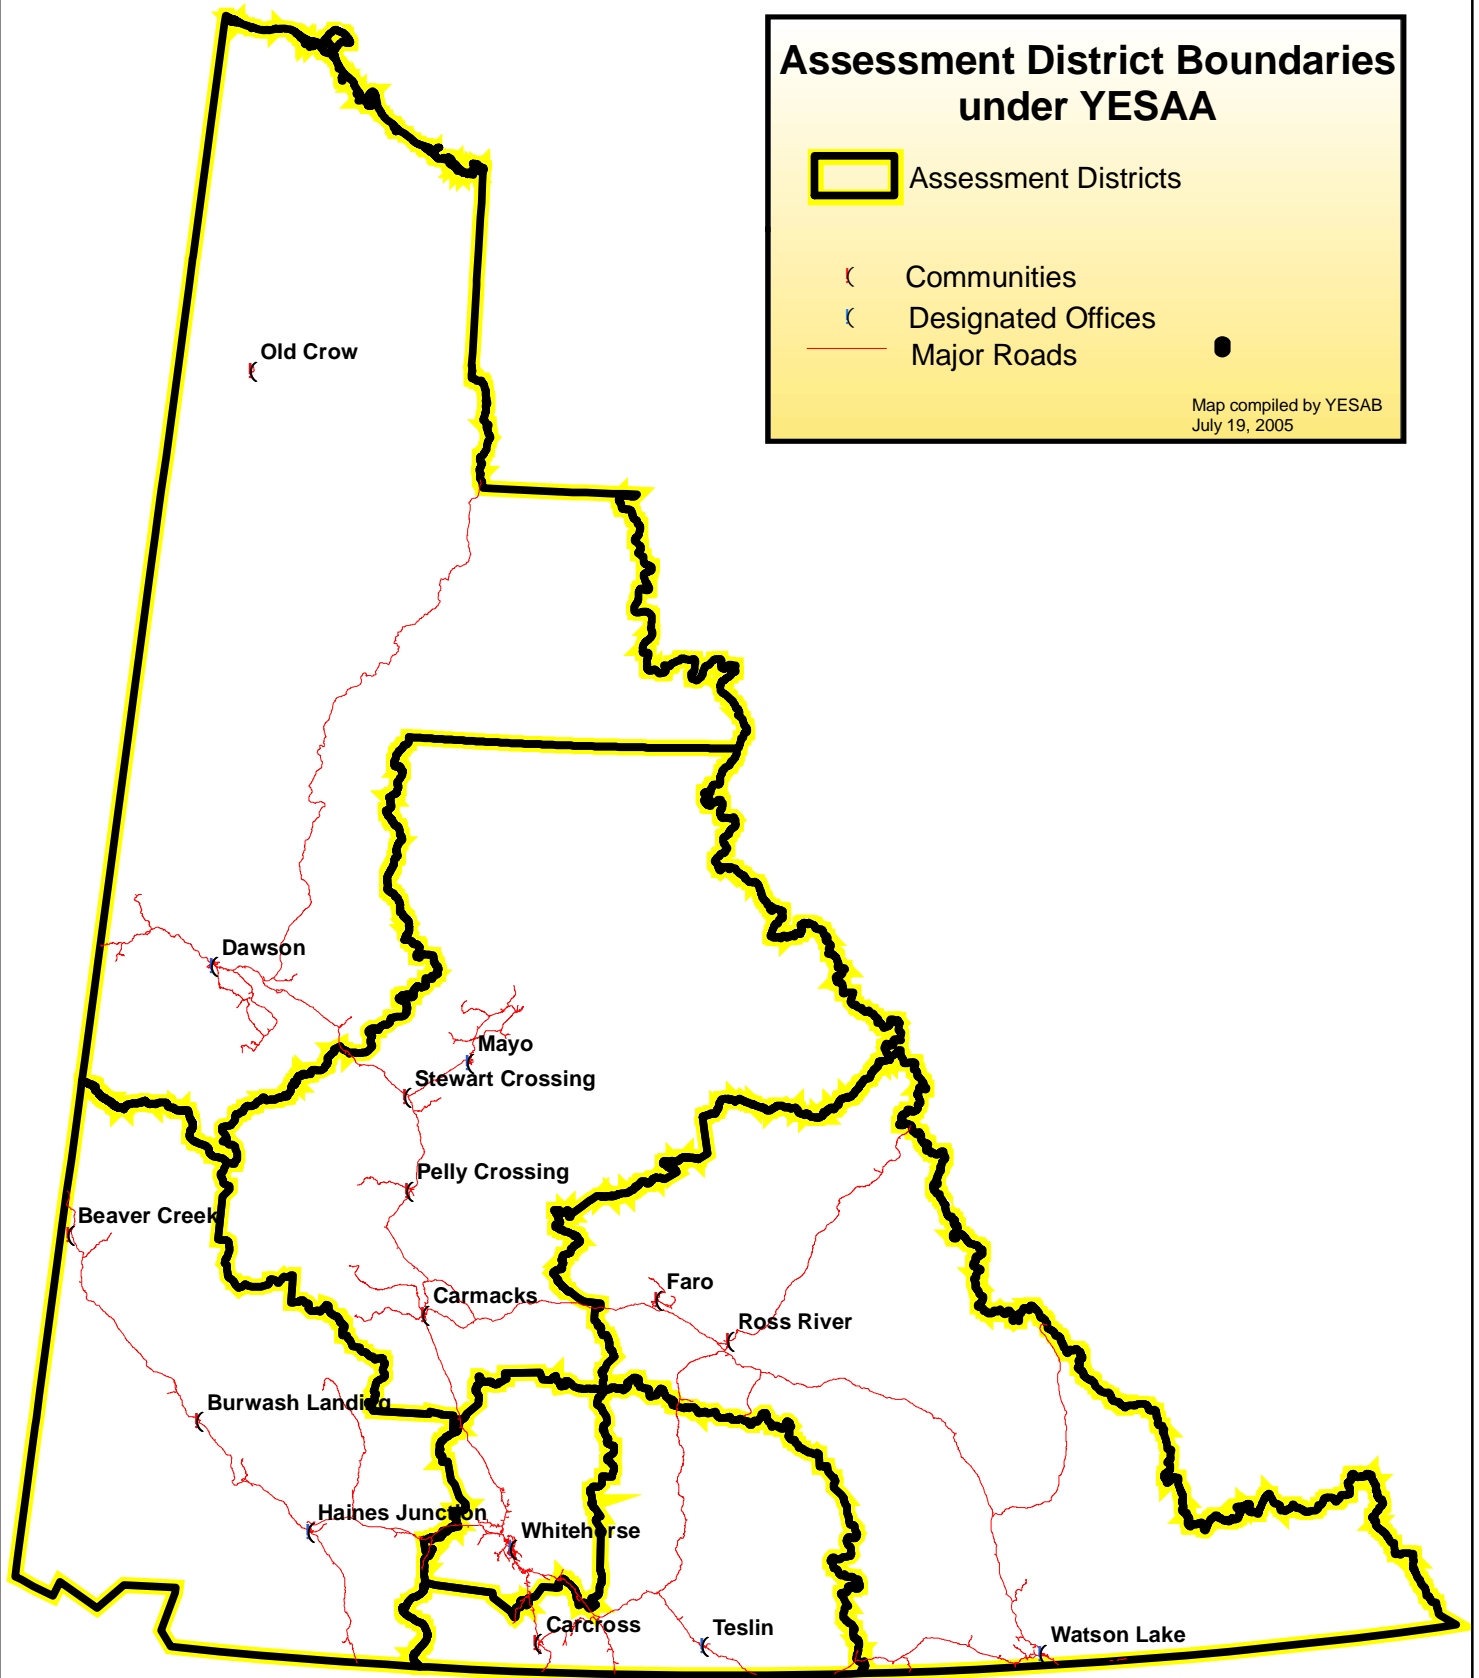 Assessment District Boundaries
under YESAA
Assessment Districts
Communities
Designated Offices
Major Roads
Map compiled by YESAB
July 19, 2005
Old Crow
Dawson
Mayo
Stewart Crossing
Pelly Crossing
Beaver Creek
Faro
Carmacks
Ross River
Burwash Landing
Haines Junction
Whitehorse
Carcross
Teslin
Watson Lake